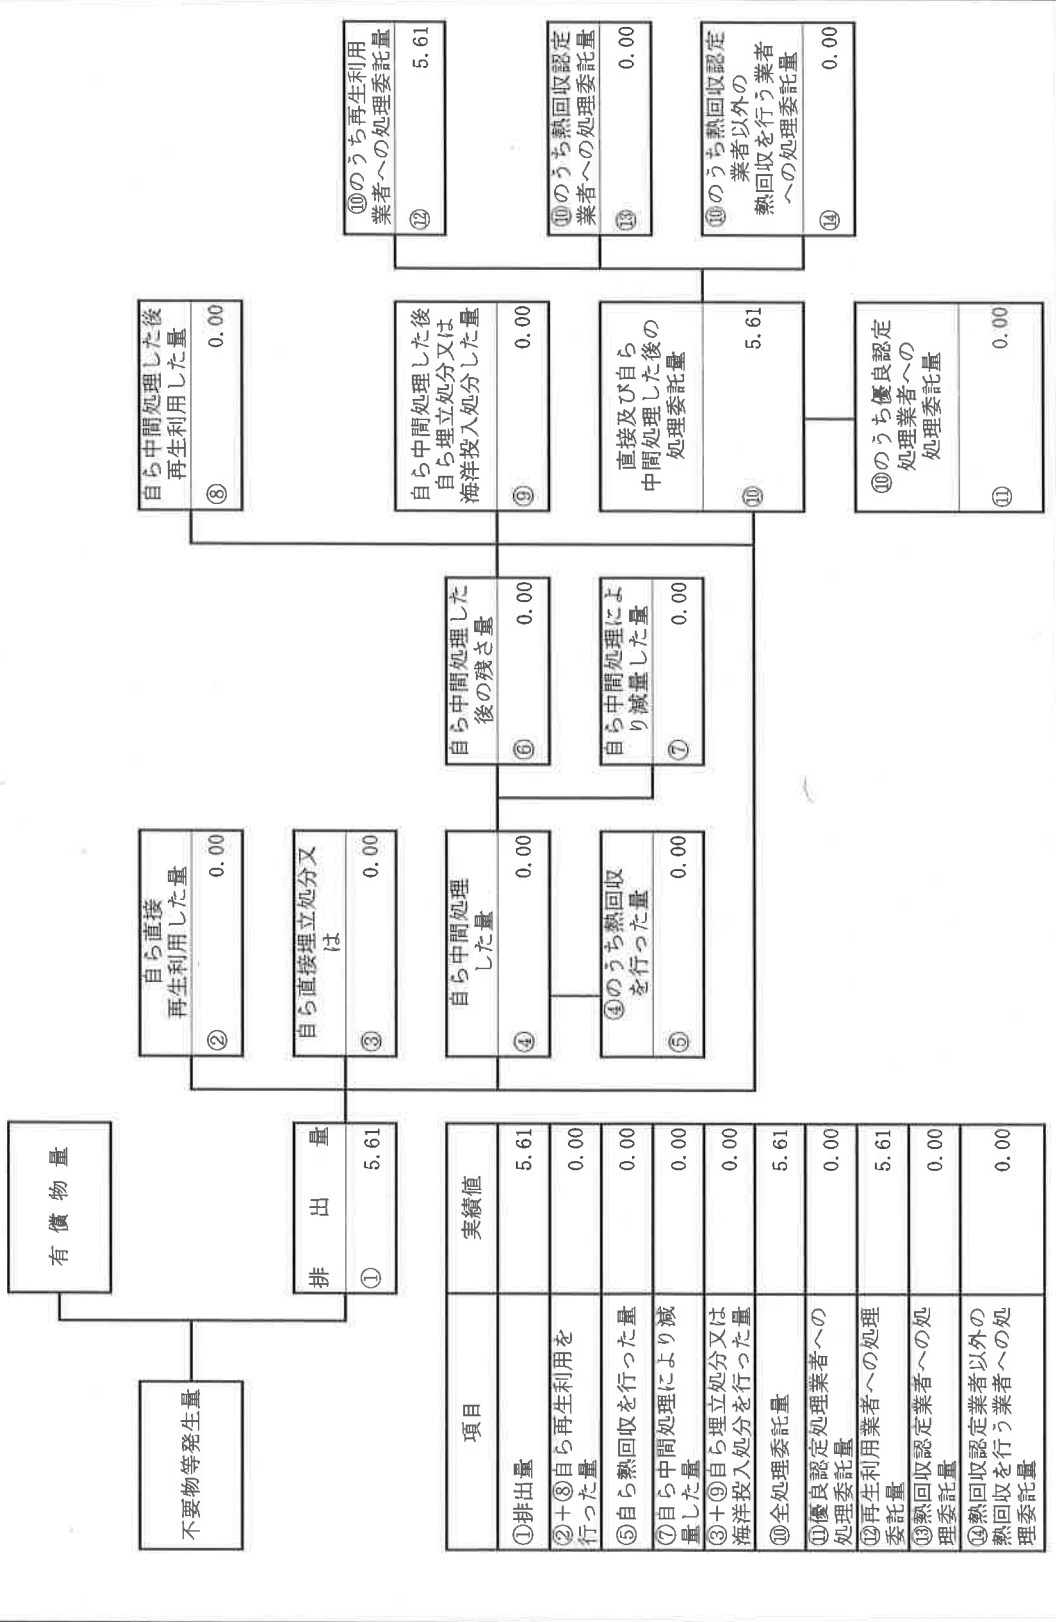 有 償 物 量
不要物等発生量
排 出 量
① 5.61
自ら直接
再生利用した量
② 0.00
自ら直接埋立処分又
は
③ 0.00
自ら中間処理
した量
④ 0.00
④のうち熱回収
を行った量
⑤ 0.00
自ら中間処理した
後の残さ量
⑥ 0.00
自ら中間処理によ
り減量した量
⑦ 0.00
自ら中間処理した後
再生利用した量
⑧ 0.00
自ら中間処理した後
自ら埋立処分又は
海洋投入処分した量
⑨ 0.00
直接及び自ら
中間処理した後の
処理委託量
⑩ 5.61
⑩のうち優良認定
処理業者への
処理委託量
⑪ 0.00
⑩のうち再生利用
業者への処理委託量
⑫ 5.61
⑩のうち熱回収認定
業者への処理委託量
⑬ 0.00
⑩のうち熱回収認定
業者以外の
熱回収を行う業者
への処理委託量
⑭ 0.00
項目 実績値
①排出量 5.61
②+⑧自ら再生利用を
行った量 0.00
⑤自ら熱回収を行った量 0.00
⑦自ら中間処理により減
量した量 0.00
③+⑨自ら埋立処分又は
海洋投入処分を行った量 0.00
⑩全処理委託量 5.61
⑪優良認定処理業者への
処理委託量 0.00
⑫再生利用業者への処理
委託量 5.61
⑬熱回収認定業者への処
理委託量 0.00
⑭熱回収認定業者以外の
熱回収を行う業者への処
理委託量 0.00